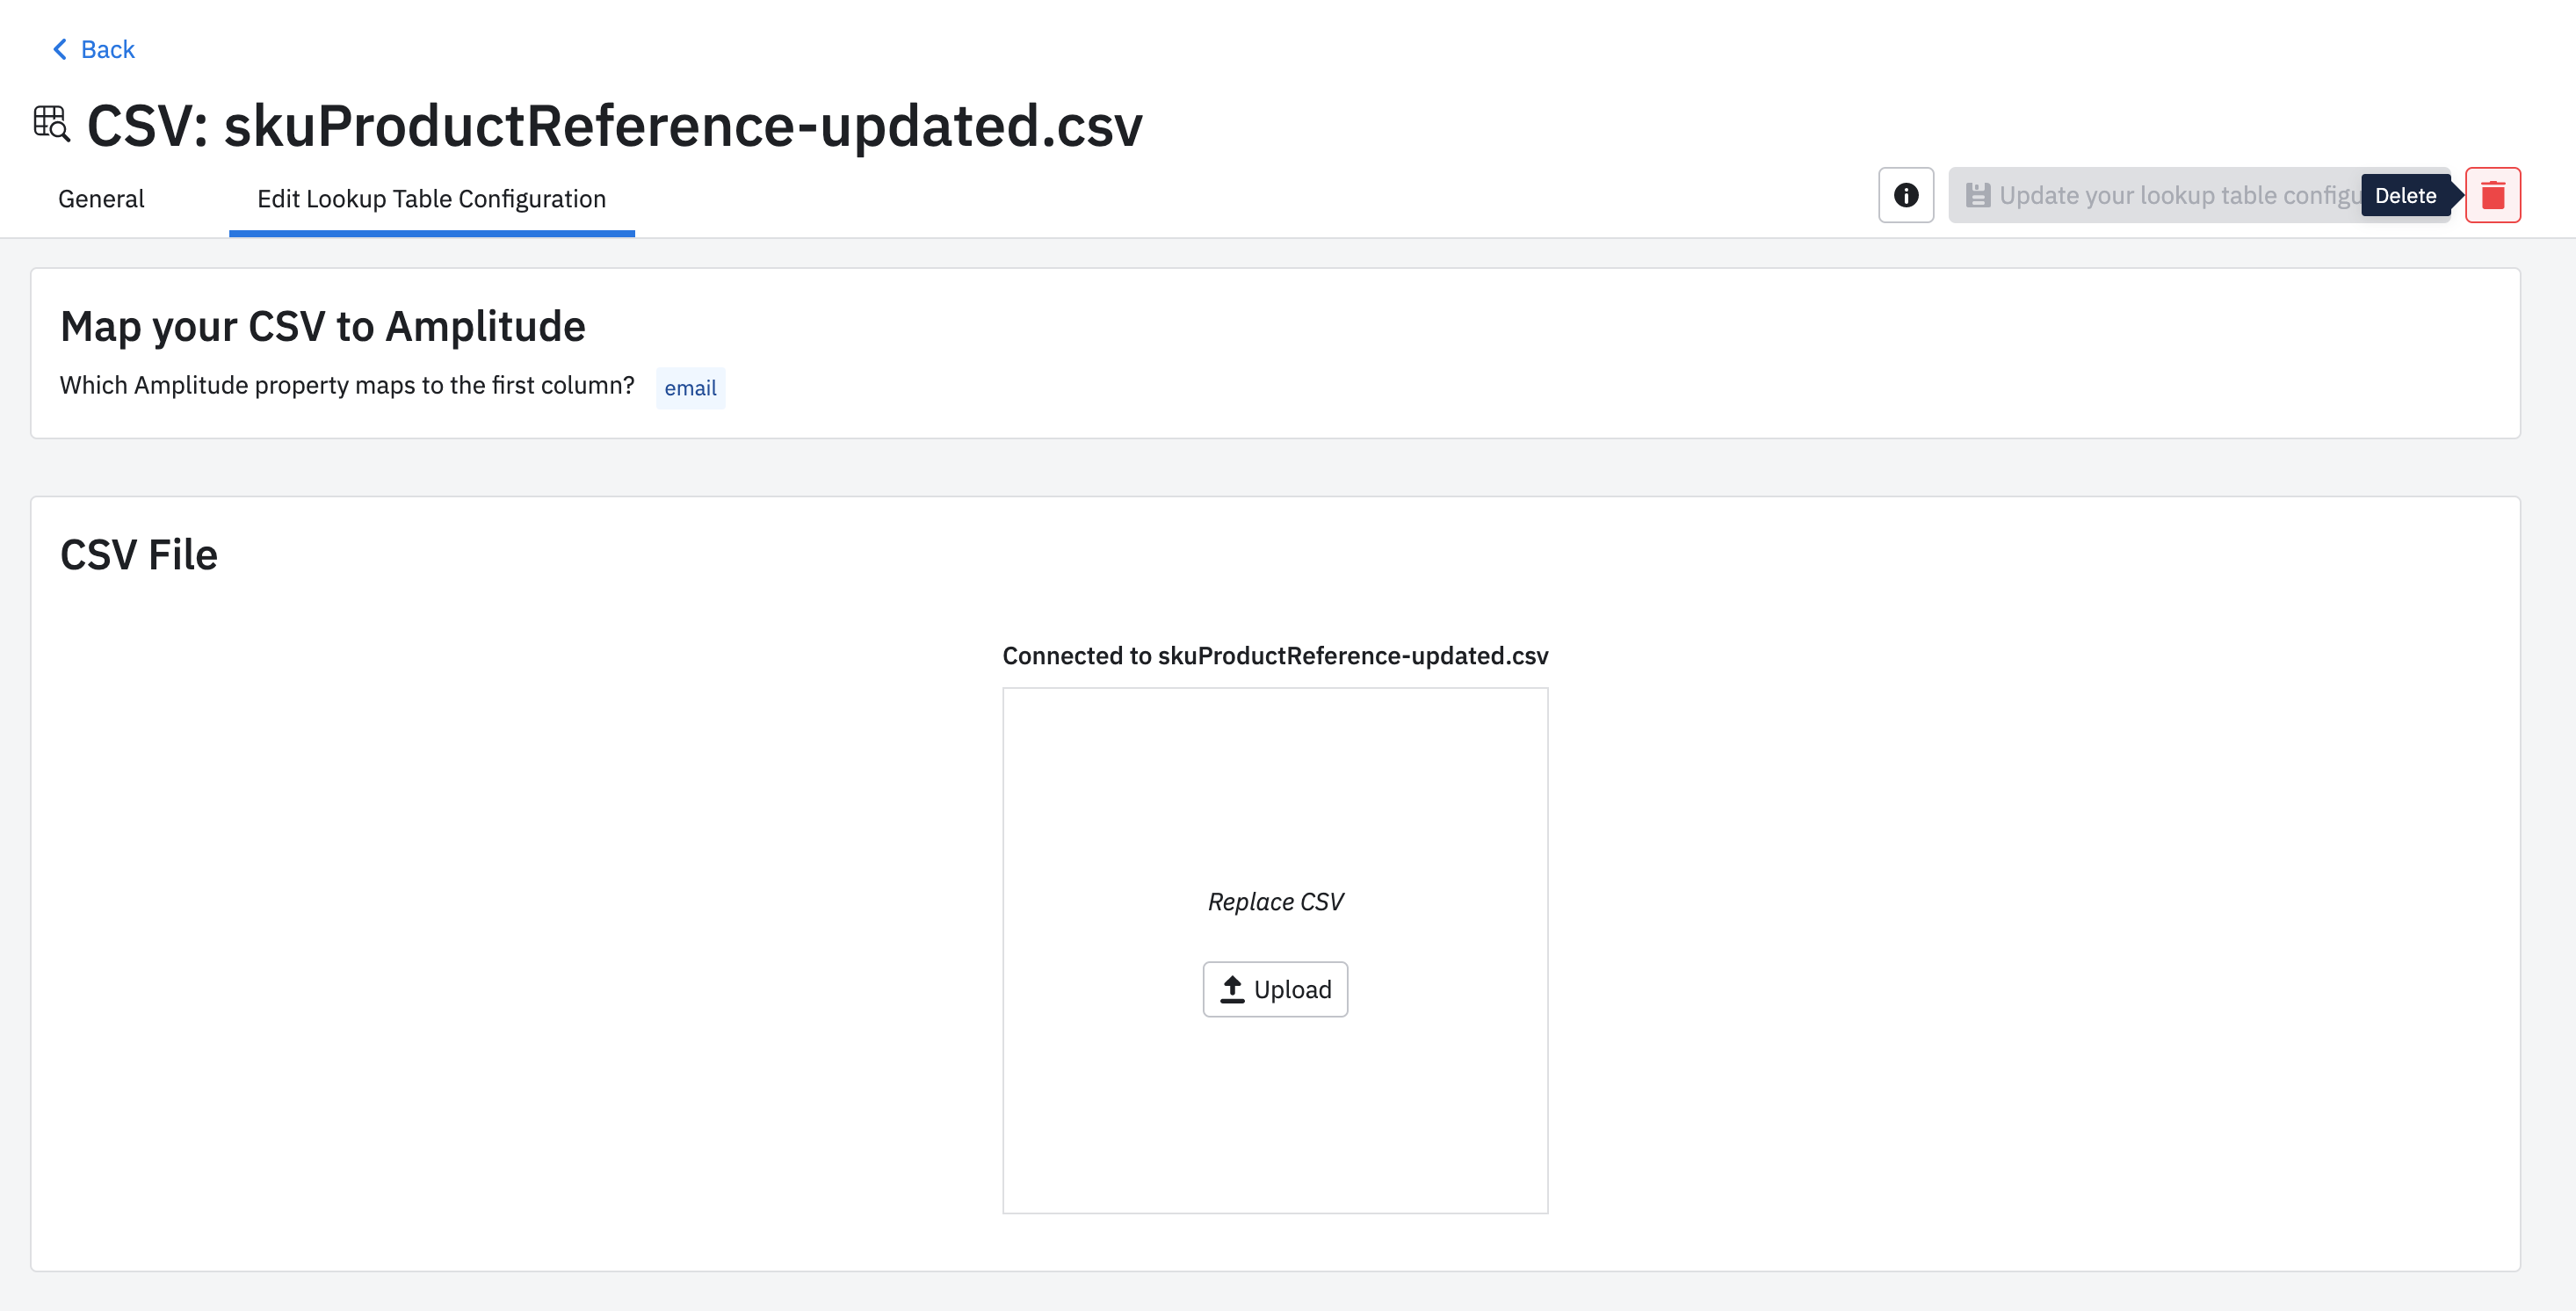 Back
CSV: skuProductReference-updated.csv
General
Edit Lookup Table Configuration
Update your lookup table configu
Delete
Map your CSV to Amplitude
Which Amplitude property maps to the first column? email
CSV File
Connected to skuProductReference-updated.csv
Replace CSV
Upload